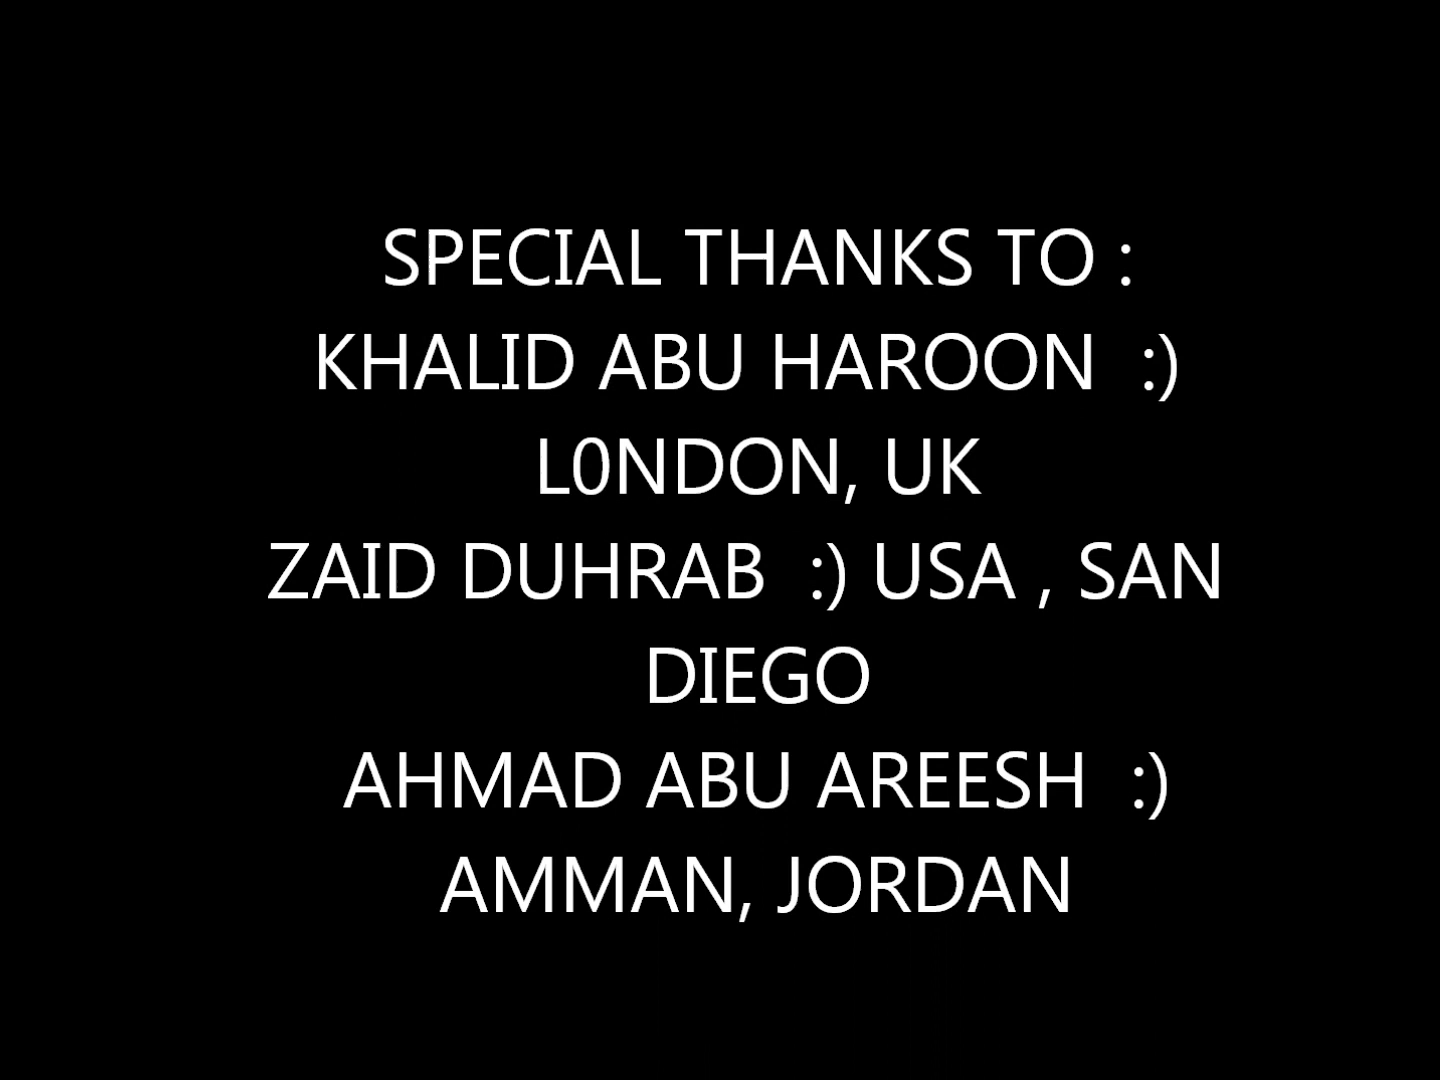 SPECIAL THANKS TO :
KHALID ABU HAROON  :)
L0NDON, UK
ZAID DUHRAB  :) USA , SAN
DIEGO
AHMAD ABU AREESH  :)
AMMAN, JORDAN